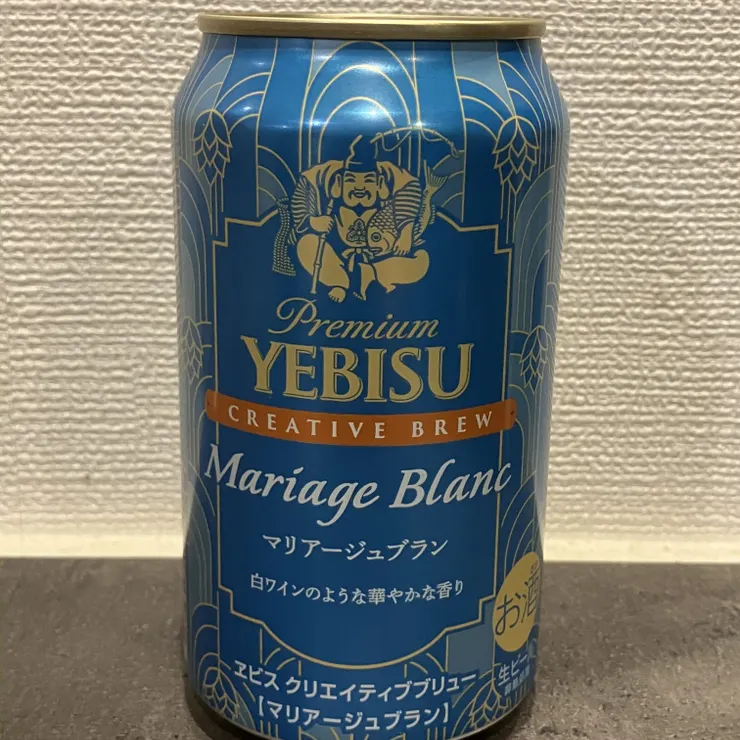 Premium
YEBISU
CREATIVE BREW
Mariage Blanc
マリアージュブラン
白ワインのような華やかな香り
お酒
生ビール
ヱビス クリエイティブブリュー
【マリアージュブラン】